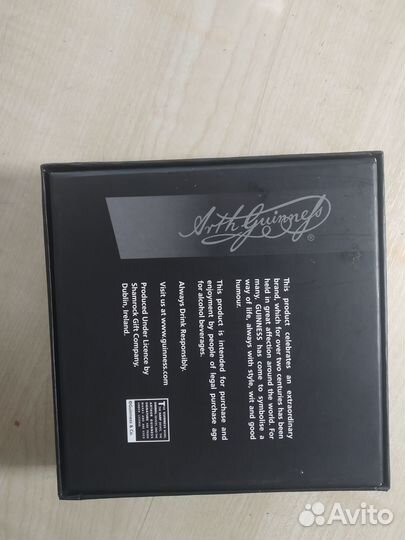 Arth Guinness ®
This product celebrates an extraordinary
brand, which for over two centuries has been
held in great affection around the world. For
many, GUINNESS has come to symbolise a
way of life, always with style, wit and good
humour.
This product is intended for purchase and
enjoyment by people of legal purchase age
for alcohol beverages.
Always Drink Responsibly.
Visit us at www.guinness.com
Produced Under Licence by
Shamrock Gift Company,
Dublin, Ireland.
©Guinness & Co.
Avito